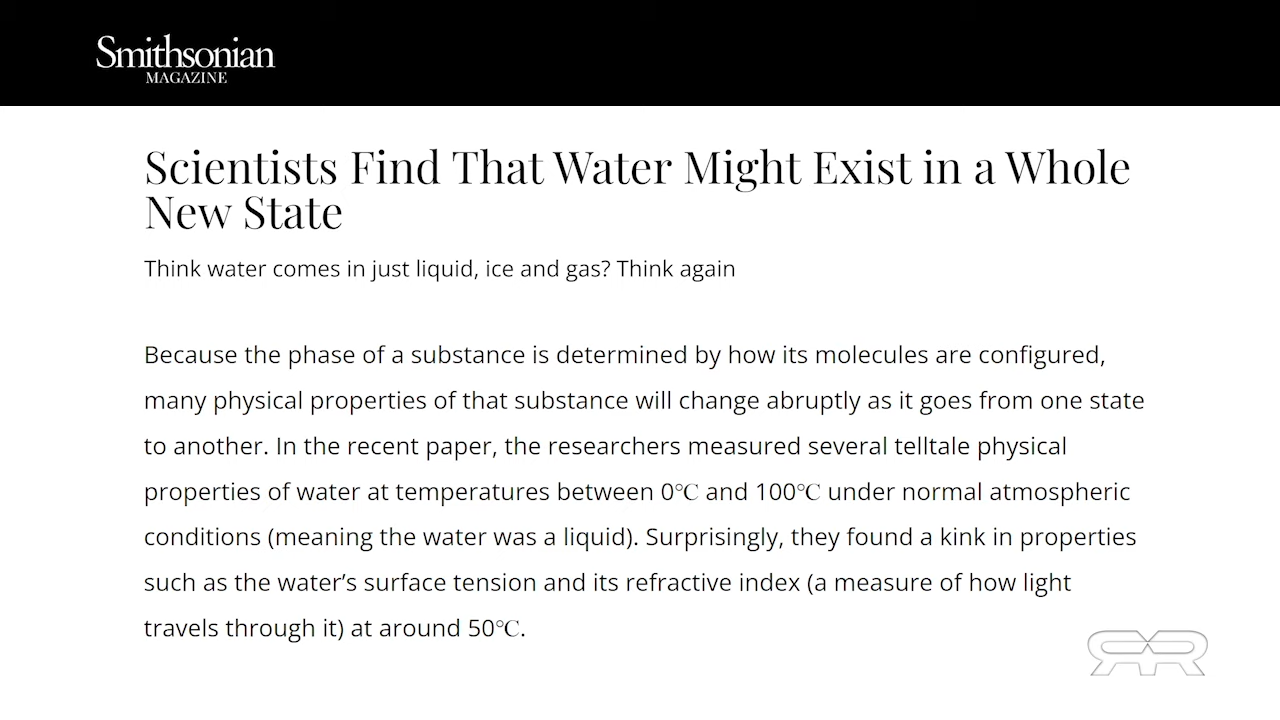 Smithsonian
MAGAZINE
Scientists Find That Water Might Exist in a Whole
New State
Think water comes in just liquid, ice and gas? Think again
Because the phase of a substance is determined by how its molecules are configured,
many physical properties of that substance will change abruptly as it goes from one state
to another. In the recent paper, the researchers measured several telltale physical
properties of water at temperatures between 0℃ and 100℃ under normal atmospheric
conditions (meaning the water was a liquid). Surprisingly, they found a kink in properties
such as the water’s surface tension and its refractive index (a measure of how light
travels through it) at around 50℃.
RR